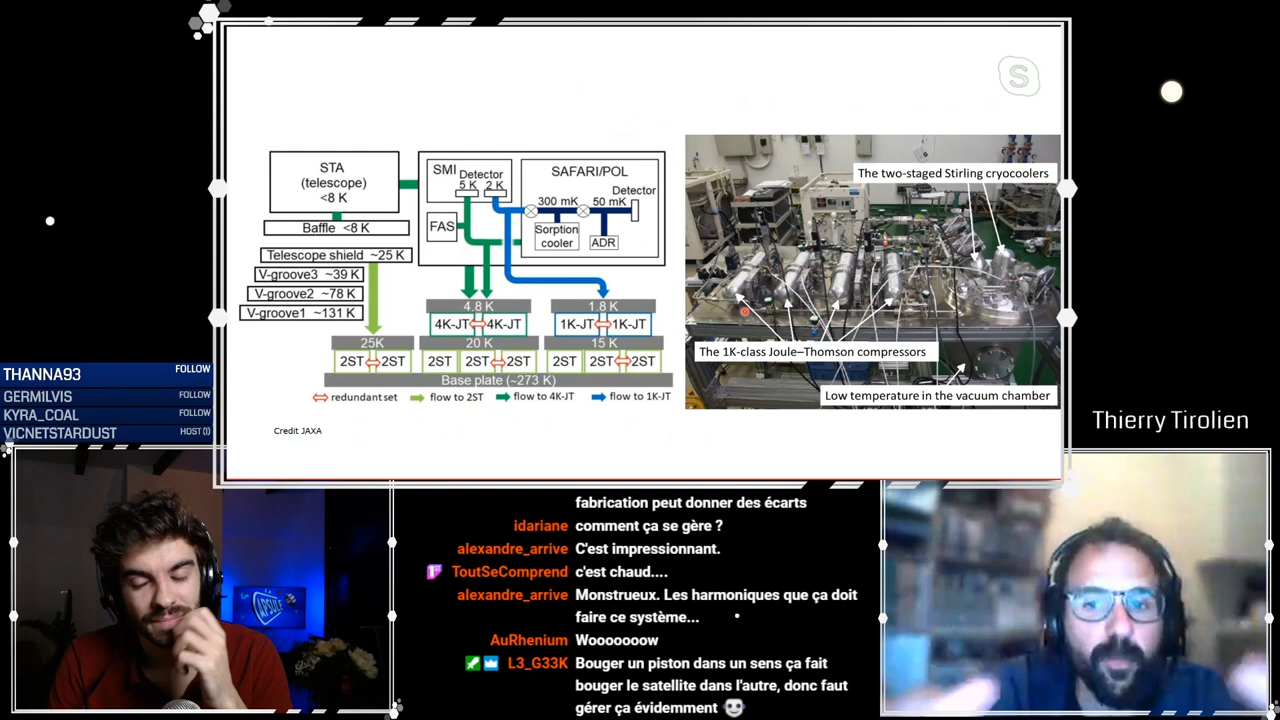 S
STA
(telescope)
<8 K
Baffle <8 K
Telescope shield ~25 K
V-groove3 ~39 K
V-groove2 ~78 K
V-groove1 ~131 K
SMI
Detector
5 K
2 K
FAS
SAFARI/POL
Detector
300 mK
50 mK
Sorption
cooler
ADR
4.8 K
1.8 K
4K-JT
4K-JT
1K-JT
1K-JT
25K
20 K
15 K
2ST
2ST
2ST
2ST
2ST
2ST
2ST
2ST
Base plate (~273 K)
redundant set
flow to 2ST
flow to 4K-JT
flow to 1K-JT
Credit JAXA
The two-staged Stirling cryocoolers
The 1K-class Joule–Thomson compressors
Low temperature in the vacuum chamber
THANNA93 FOLLOW
GERMILVIS FOLLOW
KYRA_COAL FOLLOW
VICNETSTARDUST HOST (1)
Thierry Tirolien
fabrication peut donner des écarts
idariane comment ça se gère ?
alexandre_arrive C'est impressionnant.
ToutSeComprend c'est chaud....
alexandre_arrive Monstrueux. Les harmoniques que ça doit
faire ce système...
AuRhenium Wooooooow
L3_G33K Bouger un piston dans un sens ça fait
bouger le satellite dans l'autre, donc faut
gérer ça évidemment